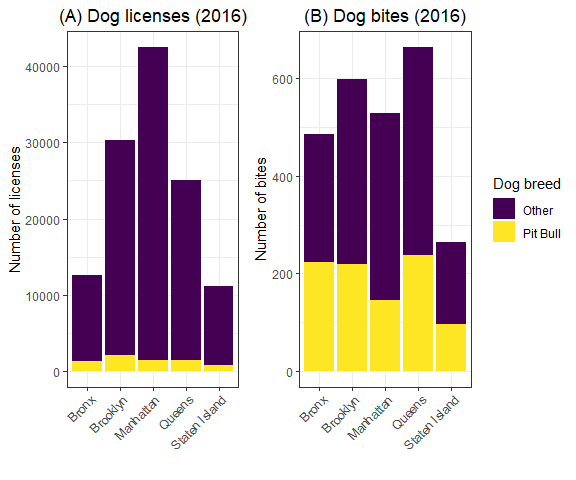 (A) Dog licenses (2016)
Number of licenses
40000
30000
20000
10000
0
Bronx
Brooklyn
Manhattan
Queens
Staten Island
(B) Dog bites (2016)
Number of bites
600
400
200
0
Bronx
Brooklyn
Manhattan
Queens
Staten Island
Dog breed
Other
Pit Bull